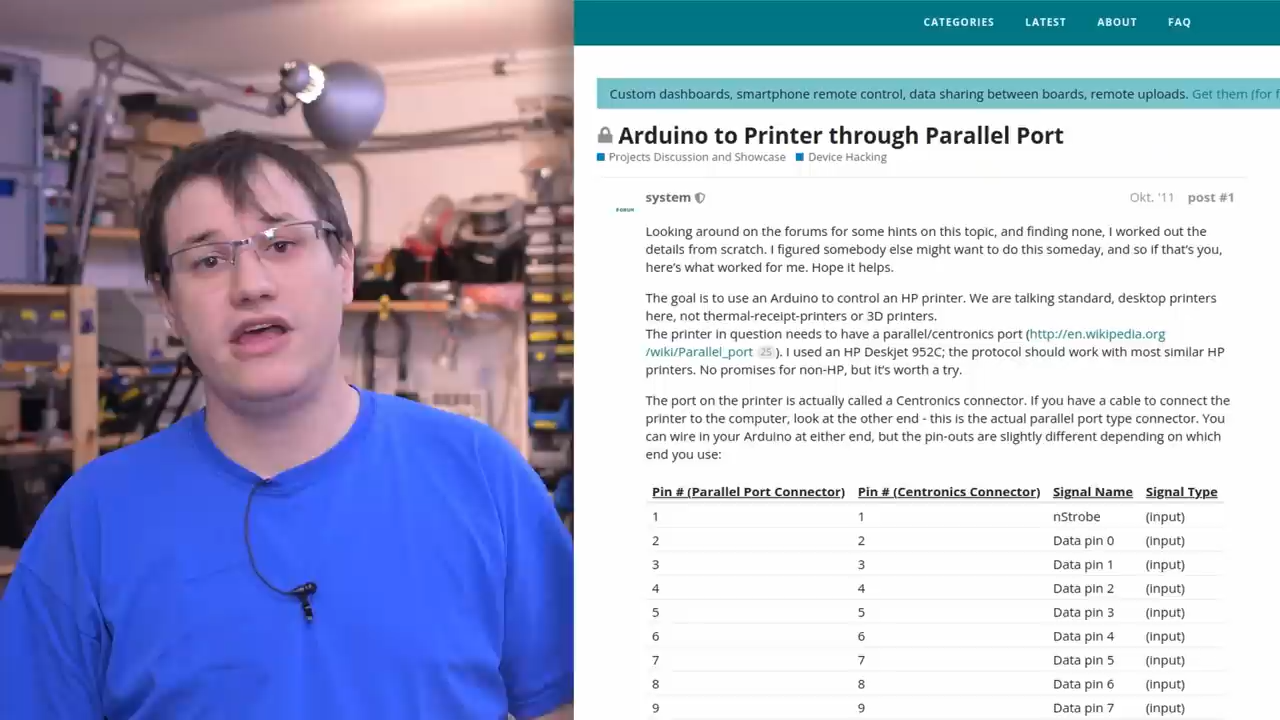 CATEGORIES LATEST ABOUT FAQ
Custom dashboards, smartphone remote control, data sharing between boards, remote uploads. Get them (for f
Arduino to Printer through Parallel Port
Projects Discussion and Showcase Device Hacking
FORUM
system Okt. '11 post #1
Looking around on the forums for some hints on this topic, and finding none, I worked out the
details from scratch. I figured somebody else might want to do this someday, and so if that's you,
here's what worked for me. Hope it helps.
The goal is to use an Arduino to control an HP printer. We are talking standard, desktop printers
here, not thermal-receipt-printers or 3D printers.
The printer in question needs to have a parallel/centronics port (http://en.wikipedia.org
/wiki/Parallel_port 25 ). I used an HP Deskjet 952C; the protocol should work with most similar HP
printers. No promises for non-HP, but it's worth a try.
The port on the printer is actually called a Centronics connector. If you have a cable to connect the
printer to the computer, look at the other end - this is the actual parallel port type connector. You
can wire in your Arduino at either end, but the pin-outs are slightly different depending on which
end you use:
Pin # (Parallel Port Connector) Pin # (Centronics Connector) Signal Name Signal Type
1 1 nStrobe (input)
2 2 Data pin 0 (input)
3 3 Data pin 1 (input)
4 4 Data pin 2 (input)
5 5 Data pin 3 (input)
6 6 Data pin 4 (input)
7 7 Data pin 5 (input)
8 8 Data pin 6 (input)
9 9 Data pin 7 (input)